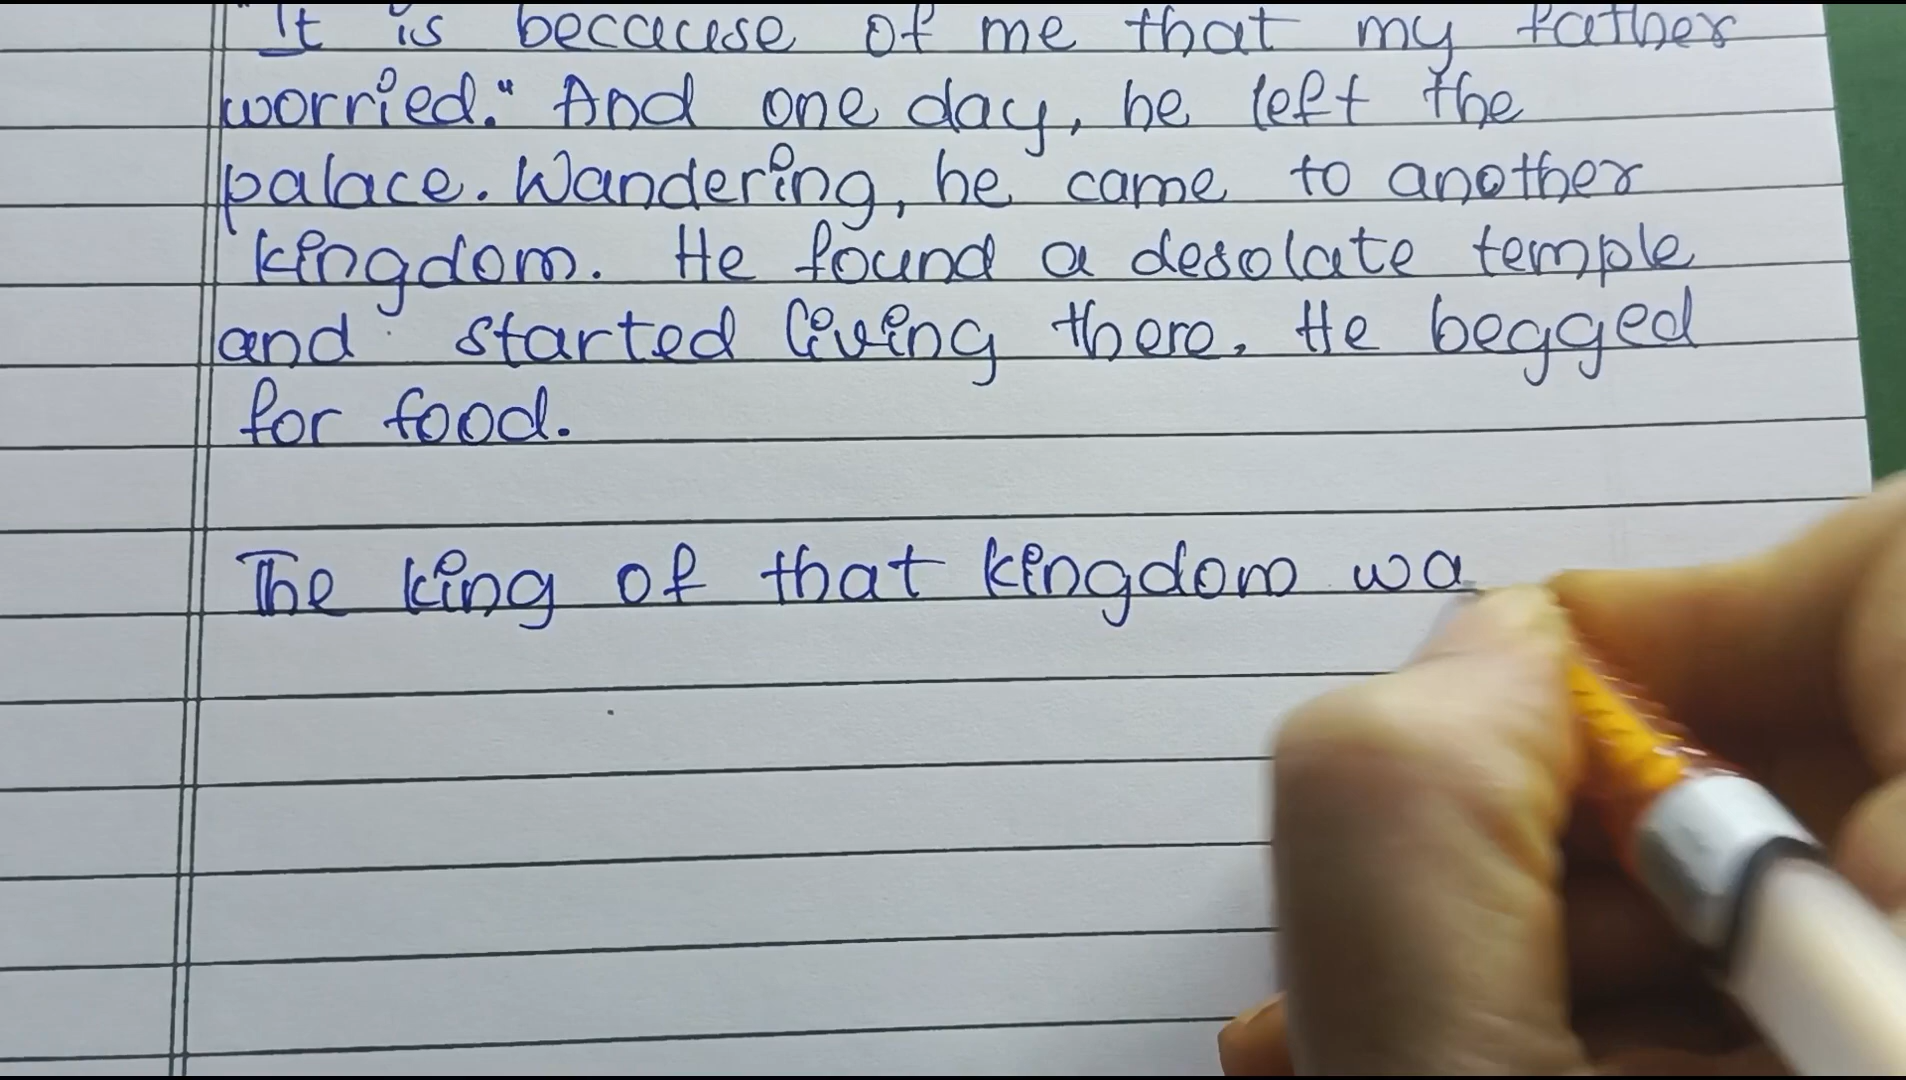 "It is because of me that my father
worried." And one day, he left the
palace. Wandering, he came to another
kingdom. He found a desolate temple
and started living there. He begged
for food.
The king of that kingdom wa